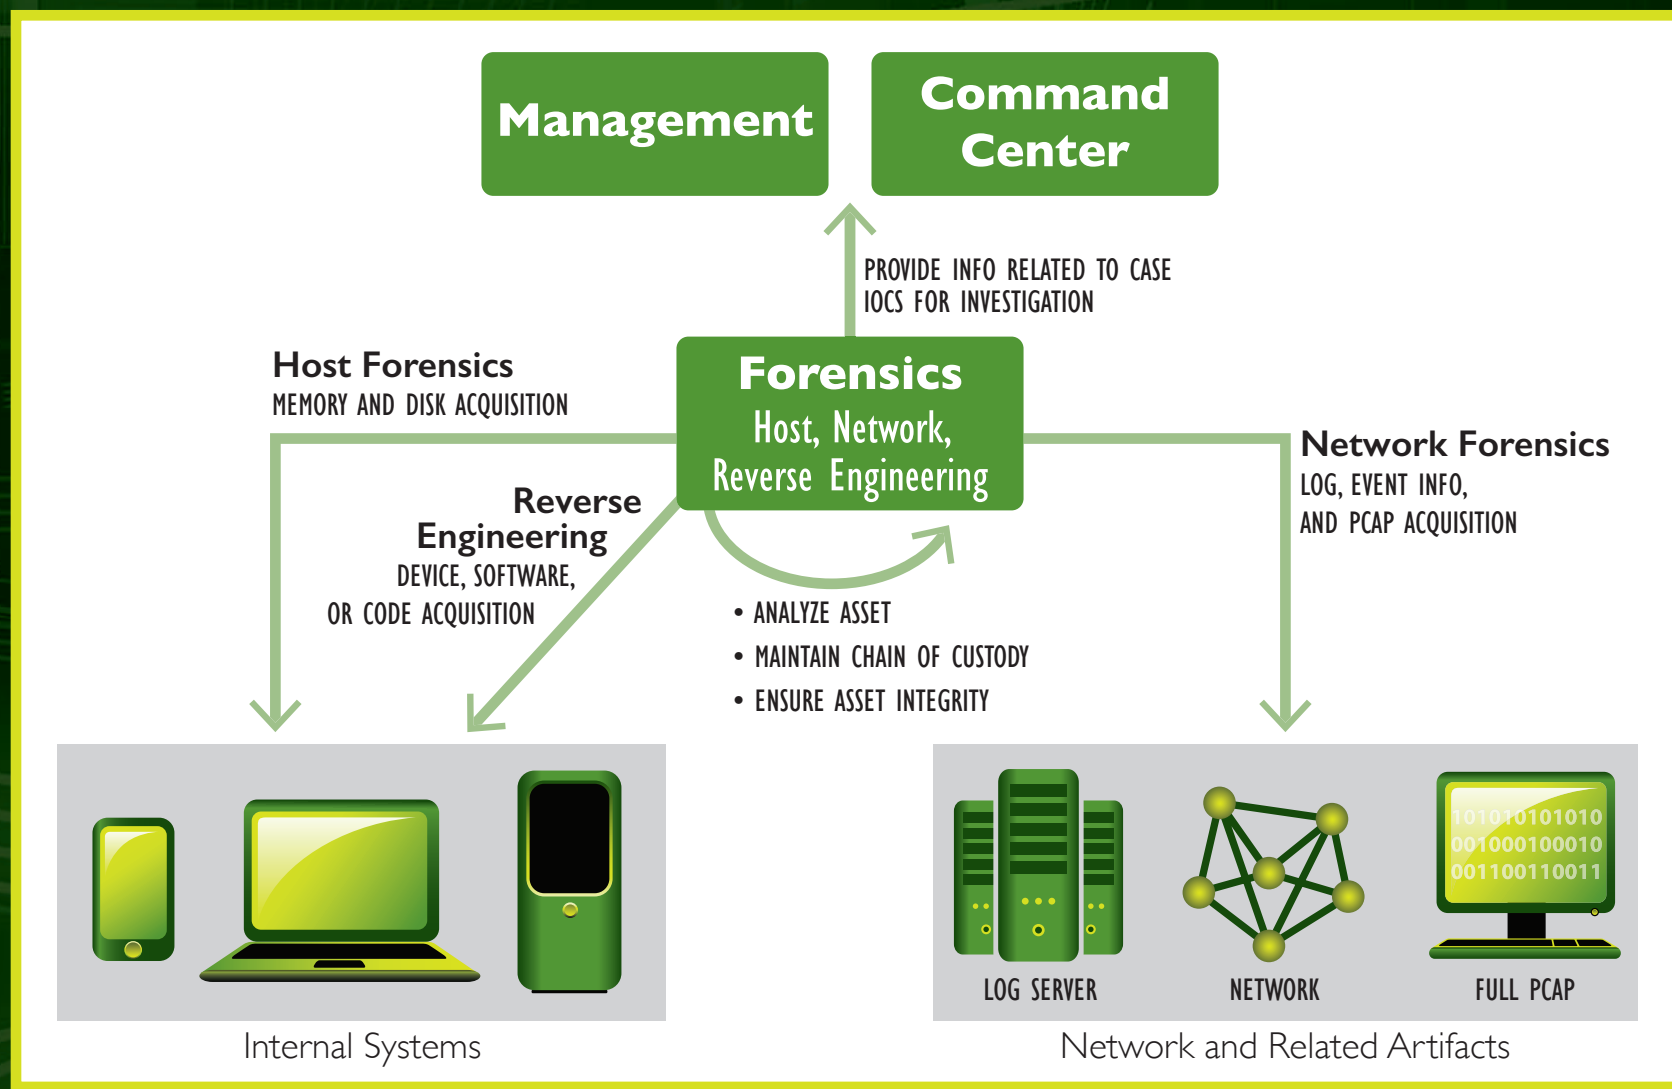 Management
Command
Center
PROVIDE INFO RELATED TO CASE
IOCS FOR INVESTIGATION
Host Forensics
MEMORY AND DISK ACQUISITION
Forensics
Host, Network,
Reverse Engineering
Network Forensics
LOG, EVENT INFO,
AND PCAP ACQUISITION
Reverse
Engineering
DEVICE, SOFTWARE,
OR CODE ACQUISITION
• ANALYZE ASSET
• MAINTAIN CHAIN OF CUSTODY
• ENSURE ASSET INTEGRITY
101010101010
001000100010
001100110011
LOG SERVER
NETWORK
FULL PCAP
Internal Systems
Network and Related Artifacts